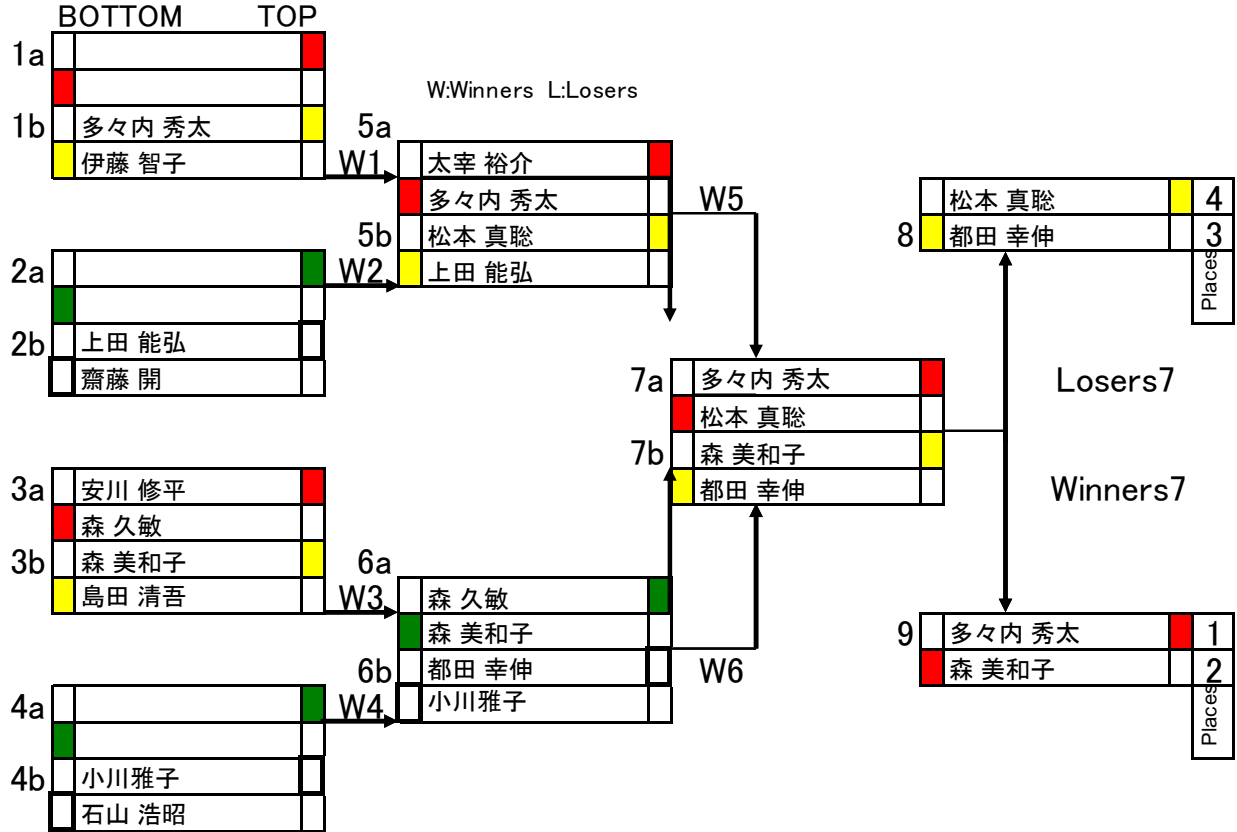 BOTTOM TOP
1a
1b 多々内 秀太
伊藤 智子
W1
2a
2b 上田 能弘
齋藤 開
W2
3a 安川 修平
森 久敏
3b 森 美和子
島田 清吾
W3
4a
4b 小川雅子
石山 浩昭
W4
W:Winners L:Losers
5a 太宰 裕介
多々内 秀太
5b 松本 真聡
上田 能弘
W5
6a 森 久敏
森 美和子
6b 都田 幸伸
小川雅子
W6
7a 多々内 秀太
松本 真聡
7b 森 美和子
都田 幸伸
松本 真聡 4
8 都田 幸伸 3
Places
Losers7
Winners7
9 多々内 秀太 1
森 美和子 2
Places